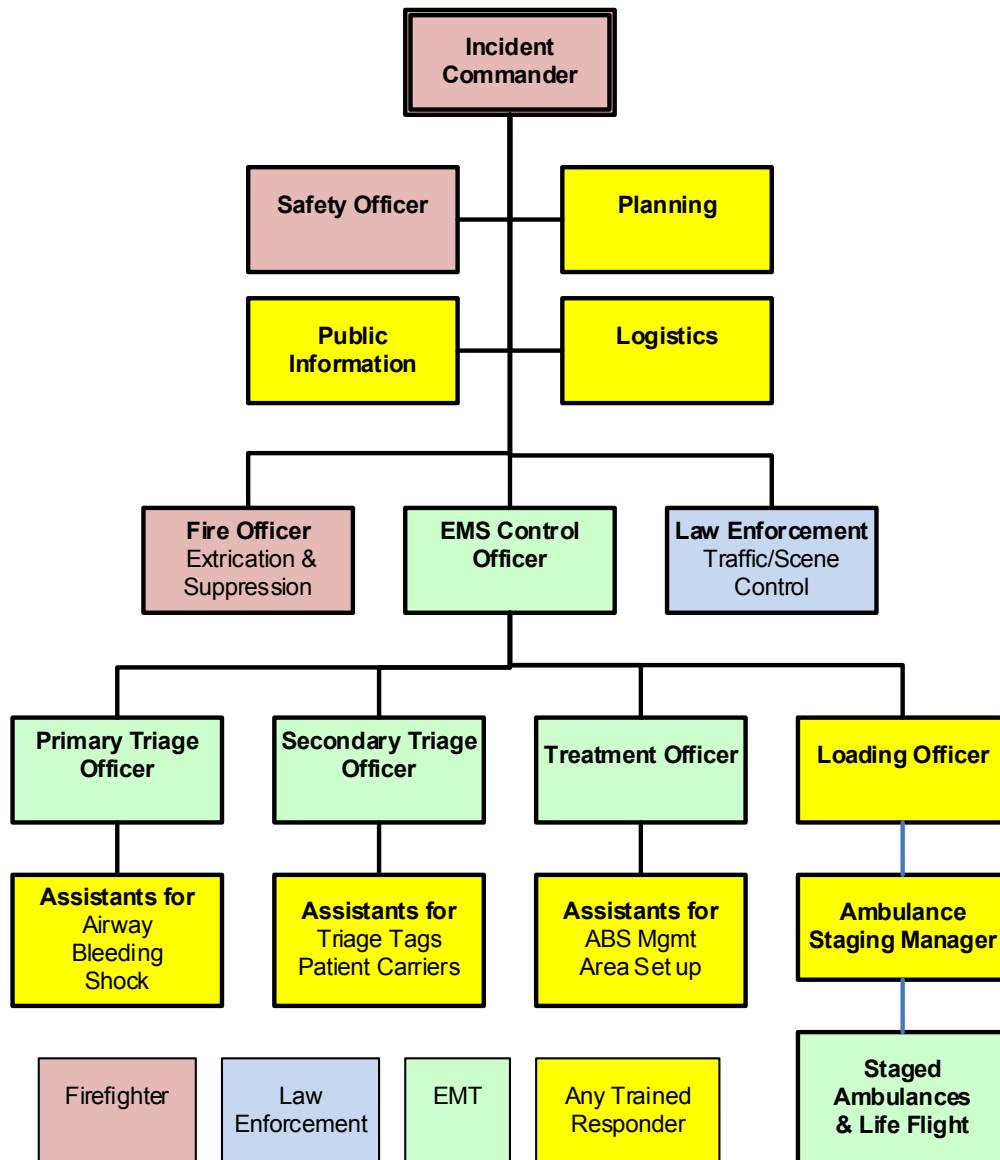 Incident
Commander
Safety Officer
Planning
Public
Information
Logistics
Fire Officer
Extrication &
Suppression
EMS Control
Officer
Law Enforcement
Traffic/Scene
Control
Primary Triage
Officer
Secondary Triage
Officer
Treatment Officer
Loading Officer
Assistants for
Airway
Bleeding
Shock
Assistants for
Triage Tags
Patient Carriers
Assistants for
ABS Mgmt
Area Set up
Ambulance
Staging Manager
Staged
Ambulances
& Life Flight
Firefighter
Law
Enforcement
EMT
Any Trained
Responder